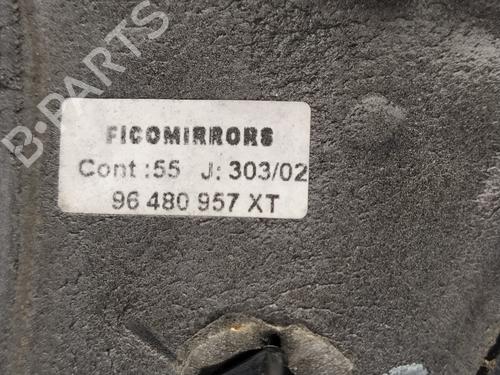 B-PARTS
FICOMIRRORS
Cont :55 J: 303/02
96 480 957 XT